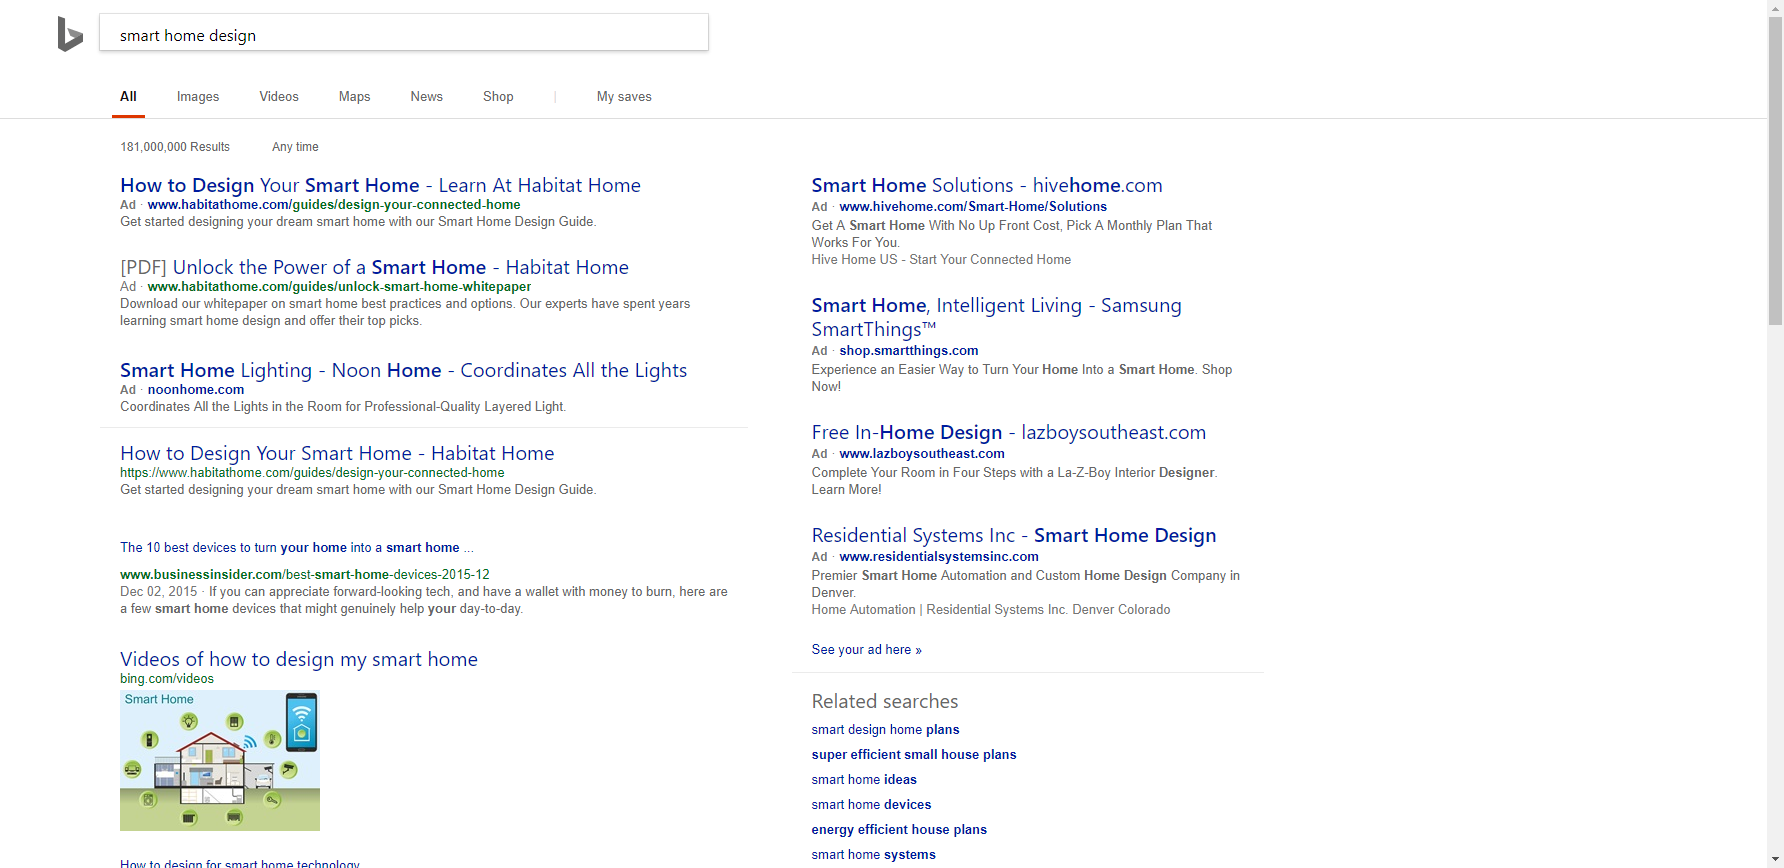 smart home design
All Images Videos Maps News Shop | My saves
181,000,000 Results Any time
How to Design Your Smart Home - Learn At Habitat Home
Ad · www.habitathome.com/guides/design-your-connected-home
Get started designing your dream smart home with our Smart Home Design Guide.
[PDF] Unlock the Power of a Smart Home - Habitat Home
Ad · www.habitathome.com/guides/unlock-smart-home-whitepaper
Download our whitepaper on smart home best practices and options. Our experts have spent years
learning smart home design and offer their top picks.
Smart Home Lighting - Noon Home - Coordinates All the Lights
Ad · noonhome.com
Coordinates All the Lights in the Room for Professional-Quality Layered Light.
How to Design Your Smart Home - Habitat Home
https://www.habitathome.com/guides/design-your-connected-home
Get started designing your dream smart home with our Smart Home Design Guide.
The 10 best devices to turn your home into a smart home ...
www.businessinsider.com/best-smart-home-devices-2015-12
Dec 02, 2015 · If you can appreciate forward-looking tech, and have a wallet with money to burn, here are
a few smart home devices that might genuinely help your day-to-day.
Videos of how to design my smart home
bing.com/videos
Smart Home
How to design for smart home technology
Smart Home Solutions - hivehome.com
Ad · www.hivehome.com/Smart-Home/Solutions
Get A Smart Home With No Up Front Cost, Pick A Monthly Plan That
Works For You.
Hive Home US - Start Your Connected Home
Smart Home, Intelligent Living - Samsung
SmartThings™
Ad · shop.smartthings.com
Experience an Easier Way to Turn Your Home Into a Smart Home. Shop
Now!
Free In-Home Design - lazboysoutheast.com
Ad · www.lazboysoutheast.com
Complete Your Room in Four Steps with a La-Z-Boy Interior Designer.
Learn More!
Residential Systems Inc - Smart Home Design
Ad · www.residentialsystemsinc.com
Premier Smart Home Automation and Custom Home Design Company in
Denver.
Home Automation | Residential Systems Inc. Denver Colorado
See your ad here »
Related searches
smart design home plans
super efficient small house plans
smart home ideas
smart home devices
energy efficient house plans
smart home systems